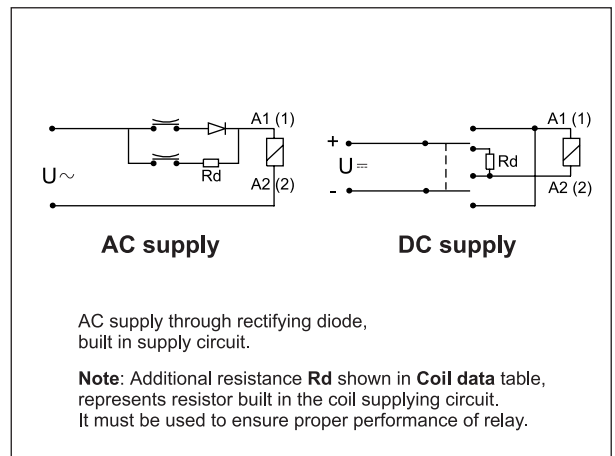 A1 (1)
A1 (1)
+
U~
Rd
U⎓
Rd
A2 (2)
-
A2 (2)
AC supply
DC supply
AC supply through rectifying diode,
built in supply circuit.
Note: Additional resistance Rd shown in Coil data table,
represents resistor built in the coil supplying circuit.
It must be used to ensure proper performance of relay.